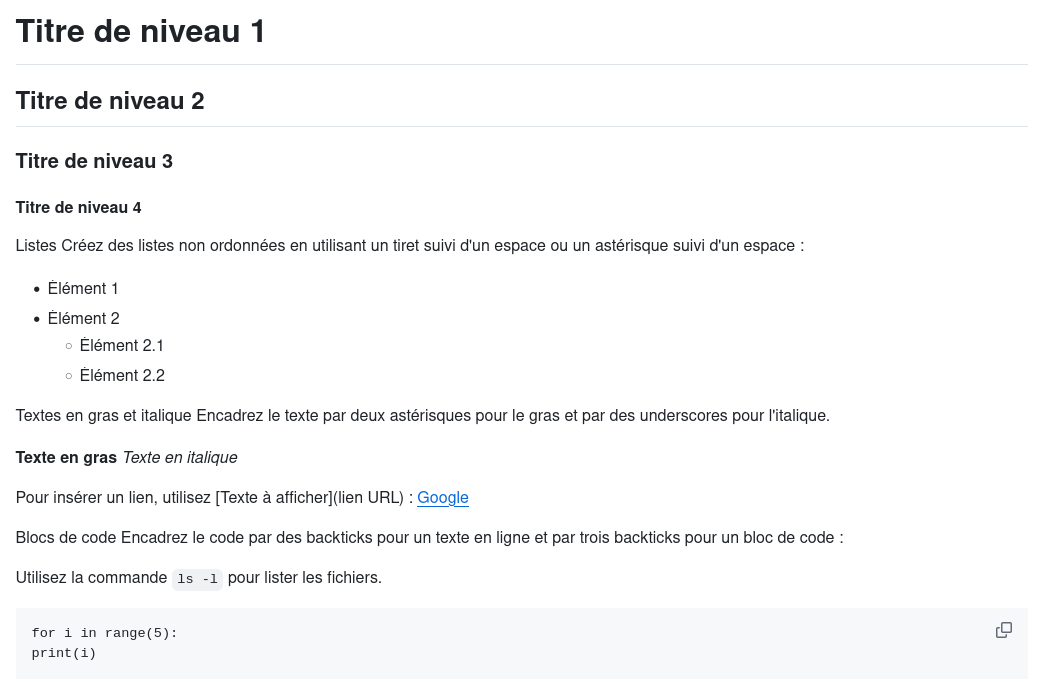 Titre de niveau 1
Titre de niveau 2
Titre de niveau 3
Titre de niveau 4
Listes Créez des listes non ordonnées en utilisant un tiret suivi d'un espace ou un astérisque suivi d'un espace :
Élément 1
Élément 2
Élément 2.1
Élément 2.2
Textes en gras et italique Encadrez le texte par deux astérisques pour le gras et par des underscores pour l'italique.
Texte en gras Texte en italique
Pour insérer un lien, utilisez [Texte à afficher](lien URL) : Google
Blocs de code Encadrez le code par des backticks pour un texte en ligne et par trois backticks pour un bloc de code :
Utilisez la commande ls -l pour lister les fichiers.
for i in range(5):
print(i)